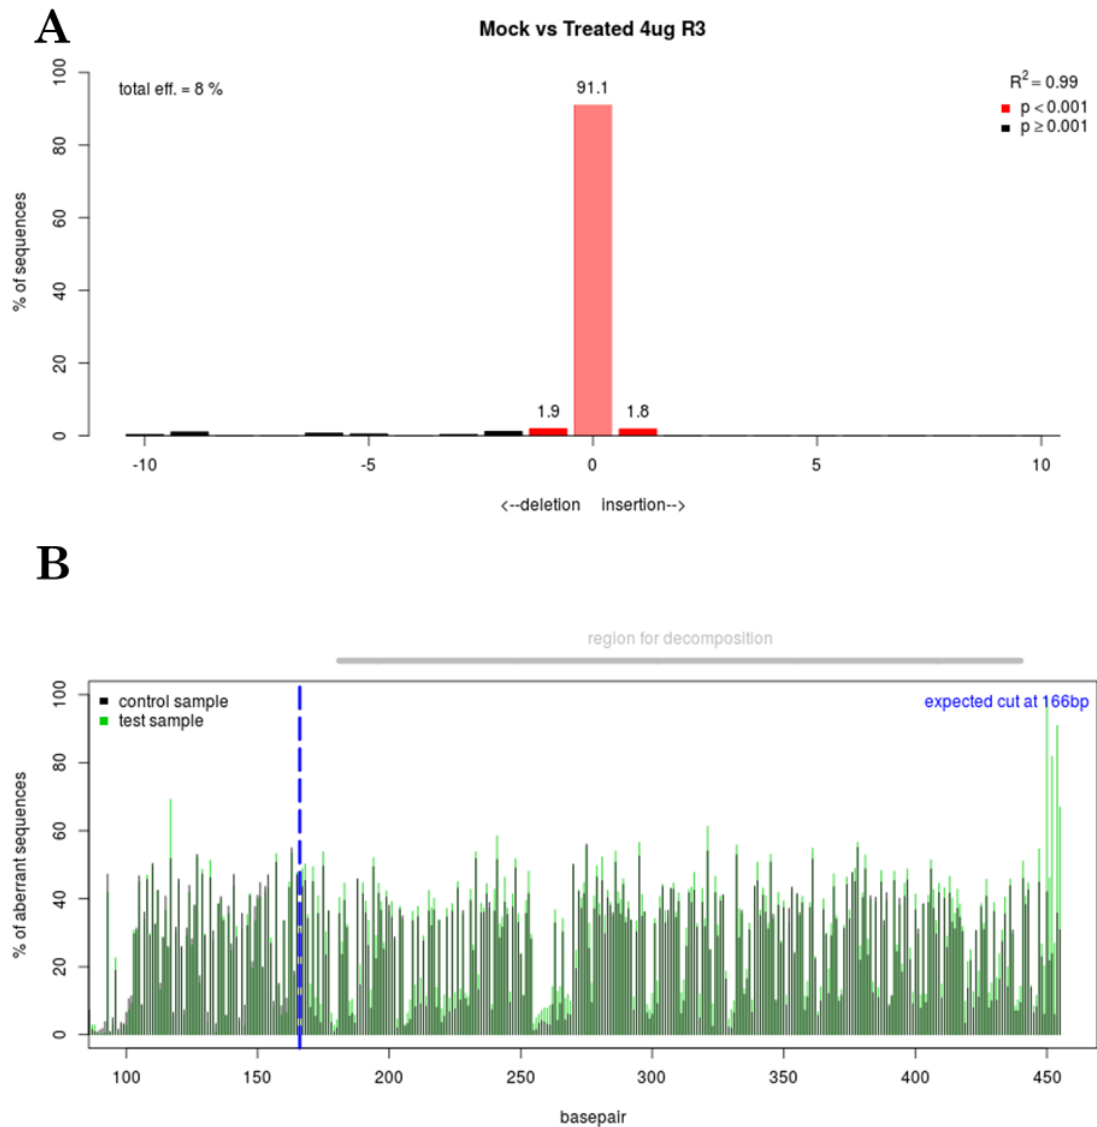 A
Mock vs Treated 4ug R3
total eff. = 8 %
R² = 0.99
p < 0.001
p ≥ 0.001
% of sequences
0
20
40
60
80
100
91.1
1.9
1.8
-10
-5
0
5
10
<--deletion insertion-->
B
region for decomposition
control sample
test sample
expected cut at 166bp
% of aberrant sequences
0
20
40
60
80
100
100
150
200
250
300
350
400
450
basepair